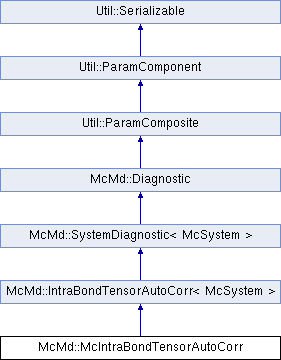 Util::Serializable
Util::ParamComponent
Util::ParamComposite
McMd::Diagnostic
McMd::SystemDiagnostic< McSystem >
McMd::IntraBondTensorAutoCorr< McSystem >
McMd::McIntraBondTensorAutoCorr